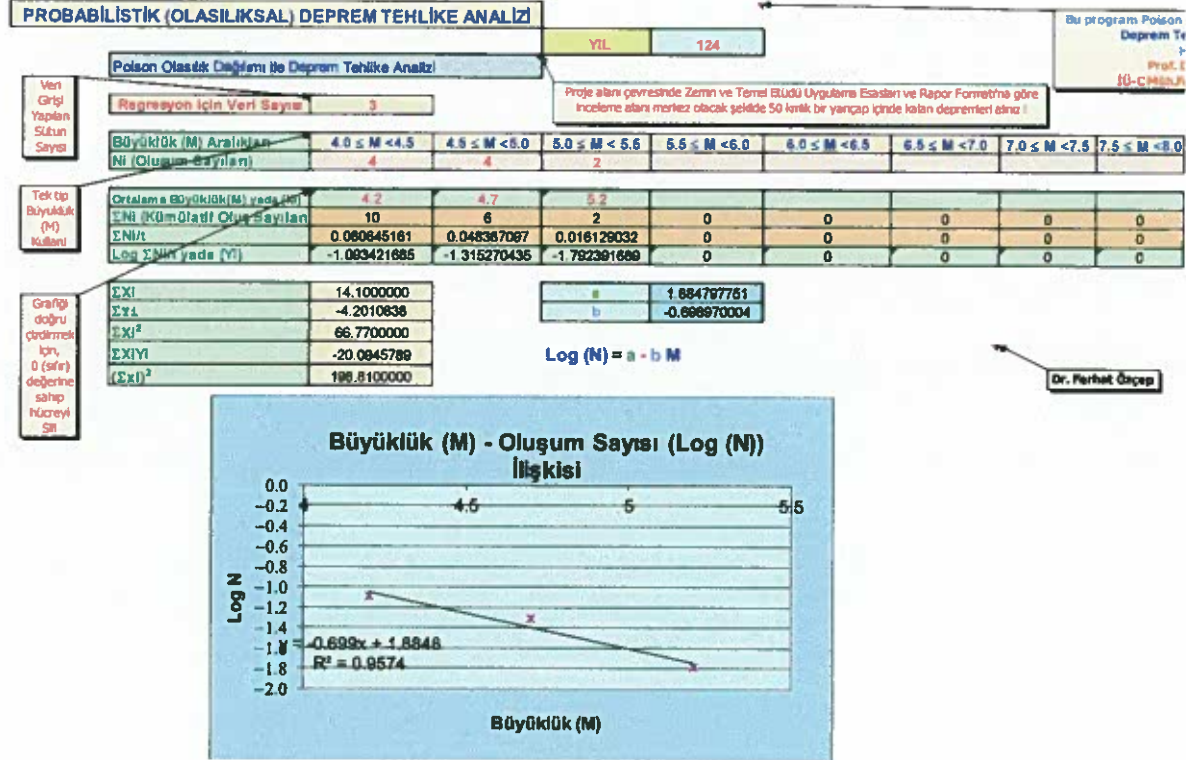 PROBABİLİSTİK (OLASILIKSAL) DEPREM TEHLİKE ANALİZİ
YIL 124
Poison Olasılık Dağılımı ile Deprem Tehlike Analizi
Bu program Poison
Deprem Te
Prof. D
İÜ-C Müh.
Veri
Girişi
Yapılan
Sütun
Sayısı
Regresyon için Veri Sayısı 3
Proje alanı çevresinde Zemin ve Temel Etüdü Uygulama Esasları ve Rapor Formatı'na göre
inceleme alanı merkez olacak şekilde 50 kmlik bir yarıçap içinde kalan depremleri alınız !
Büyüklük (M) Aralıkları 4.0 ≤ M <4.5 4.5 ≤ M <5.0 5.0 ≤ M < 5.5 5.5 ≤ M <6.0 6.0 ≤ M <6.5 6.5 ≤ M <7.0 7.0 ≤ M <7.5 7.5 ≤ M <8.0
Ni (Oluşum Sayıları) 4 4 2
Tek tip
Büyüklük
(M)
Kullanı
Ortalama Büyüklük(M) yada (Xi) 4.2 4.7 5.2
ΣNi (Kümülatif Oluş Sayıları 10 6 2 0 0 0 0 0
ΣNi/t 0.080645161 0.048387097 0.016129032 0 0 0 0 0
Log ΣNi/t yada (Yi) -1.093421685 -1.315270435 -1.792391689 0 0 0 0 0
Grafiği
doğru
çizdirmek
için,
0 (sıfır)
değerine
sahip
hücreyi
Sil!
ΣXI 14.1000000
ΣYi -4.2010838
ΣXI² 66.7700000
ΣXIYI -20.0945789
(Σxi)² 198.8100000
a 1.884797751
b -0.698970004
Log (N) = a - b M
Dr. Ferhat Özçep
Büyüklük (M) - Oluşum Sayısı (Log (N))
İlişkisi
0.0
4 4.5 5 5.5
-0.2
-0.4
-0.6
-0.8
-1.0
-1.2
-1.4
-1.6
-1.8
-2.0
Log N
y = -0.699x + 1.8848
R² = 0.9574
Büyüklük (M)